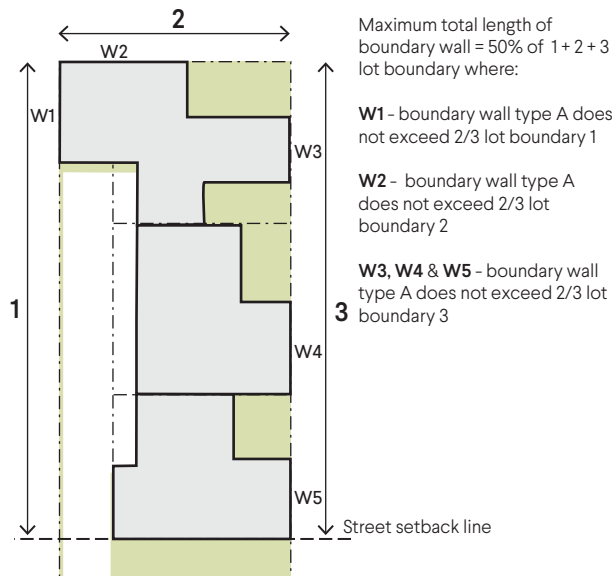 2
W2
W1
W3
1
3
W4
W5
Street setback line
Maximum total length of
boundary wall = 50% of 1 + 2 + 3
lot boundary where:
W1 - boundary wall type A does
not exceed 2/3 lot boundary 1
W2 - boundary wall type A
does not exceed 2/3 lot
boundary 2
W3, W4 & W5 - boundary wall
type A does not exceed 2/3 lot
boundary 3